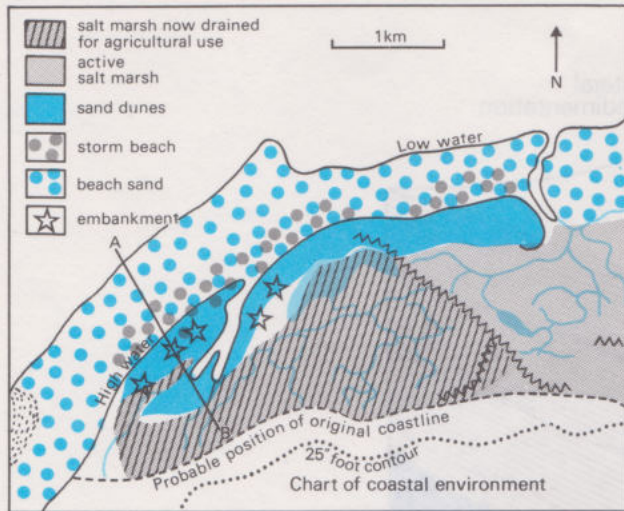 salt marsh now drained
for agricultural use
active
salt marsh
sand dunes
storm beach
beach sand
embankment
1km
N
Low water
A
High water
B
Probable position of original coastline
25" foot contour
Chart of coastal environment